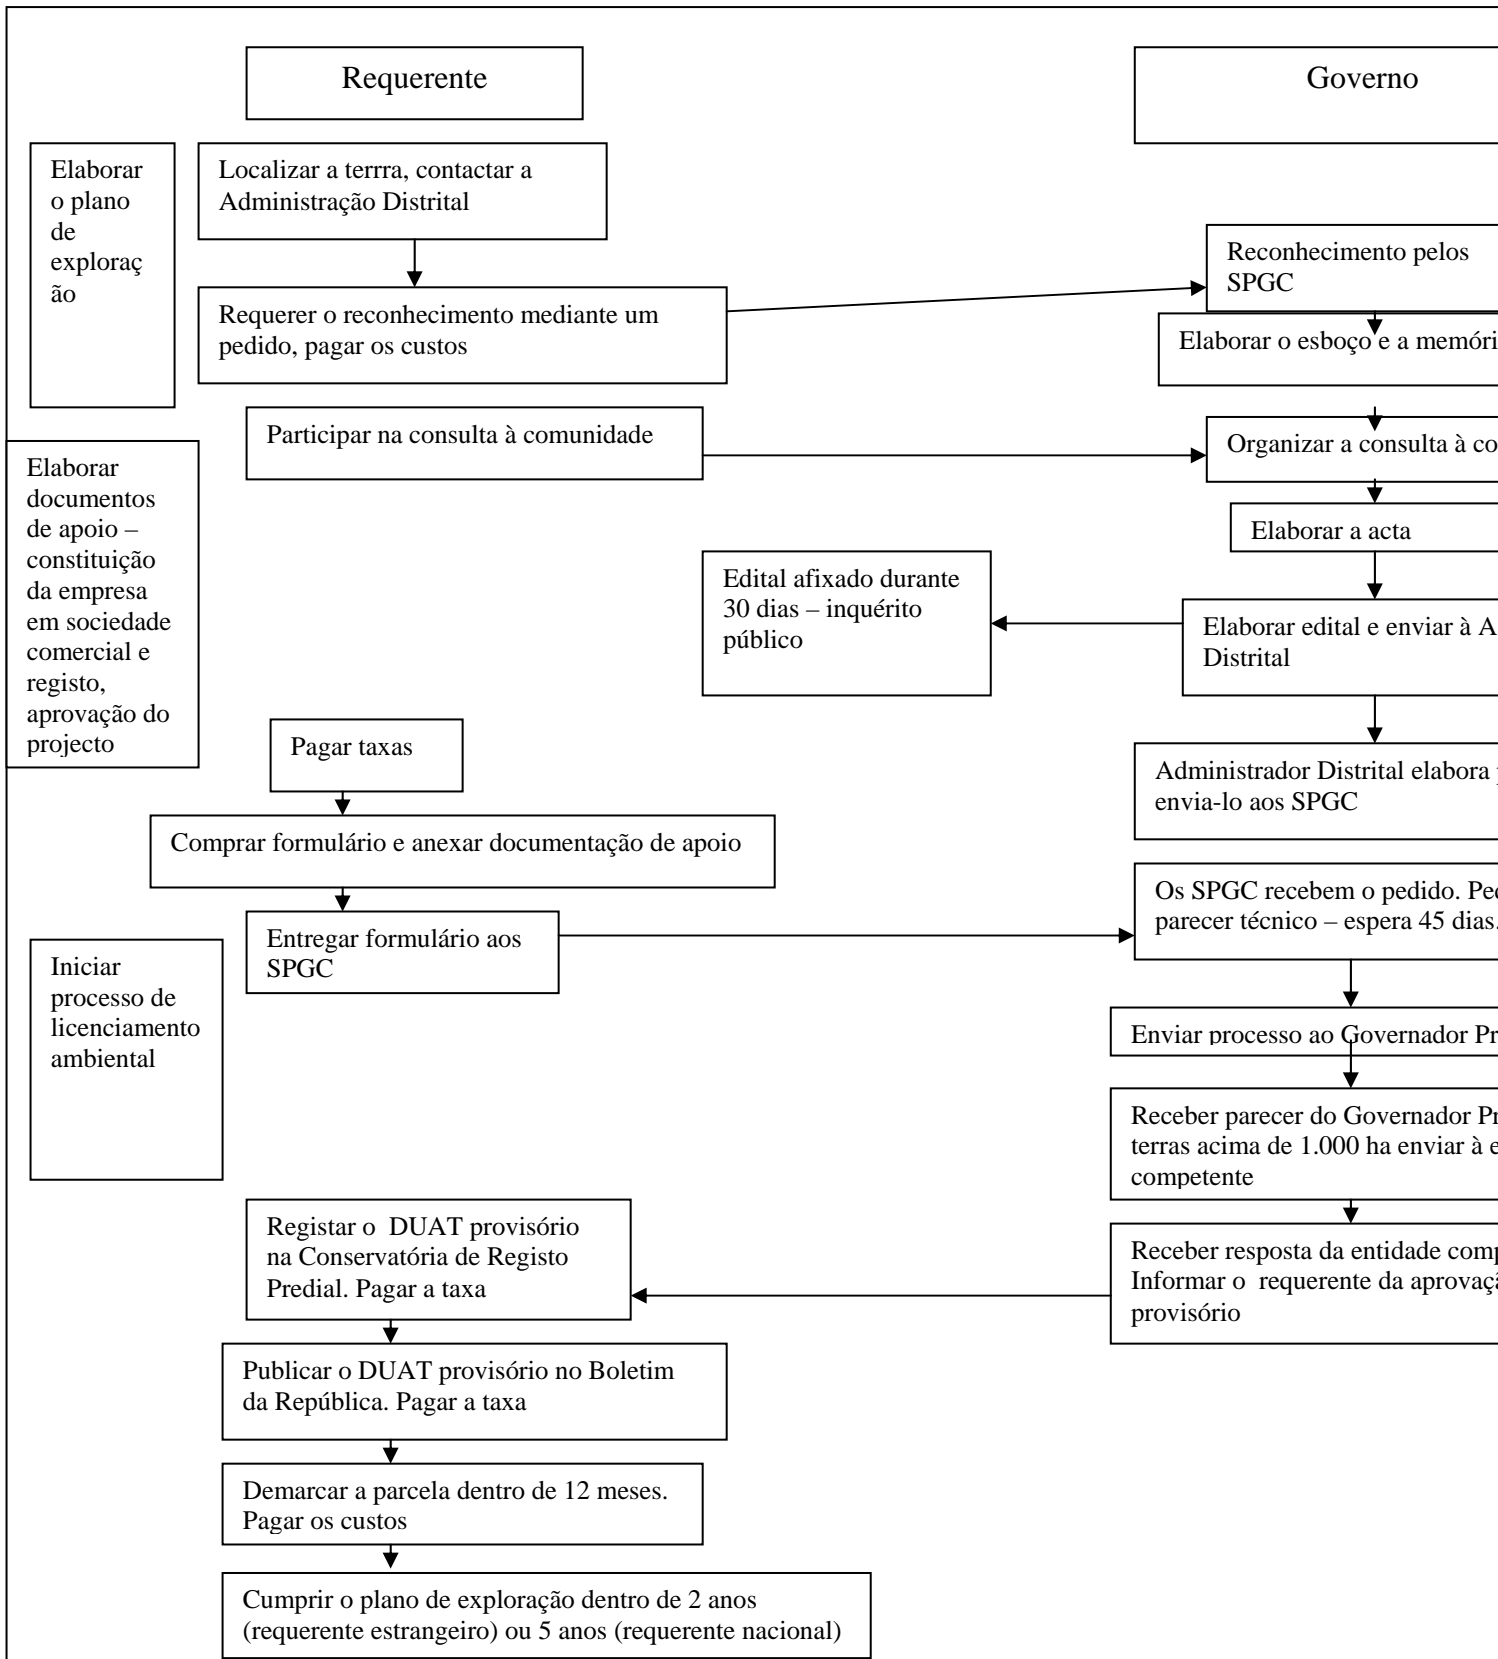 Requerente
Governo
Elaborar
o plano
de
exploraç
ão
Localizar a terrra, contactar a
Administração Distrital
Reconhecimento pelos
SPGC
Requerer o reconhecimento mediante um
pedido, pagar os custos
Elaborar o esboço e a memóri
Participar na consulta à comunidade
Organizar a consulta à co
Elaborar
documentos
de apoio –
constituição
da empresa
em sociedade
comercial e
registo,
aprovação do
projecto
Elaborar a acta
Edital afixado durante
30 dias – inquérito
público
Elaborar edital e enviar à A
Distrital
Pagar taxas
Administrador Distrital elabora
envia-lo aos SPGC
Comprar formulário e anexar documentação de apoio
Os SPGC recebem o pedido. Ped
parecer técnico – espera 45 dias.
Entregar formulário aos
SPGC
Iniciar
processo de
licenciamento
ambiental
Enviar processo ao Governador Pr
Receber parecer do Governador Pr
terras acima de 1.000 ha enviar à e
competente
Registar o  DUAT provisório
na Conservatória de Registo
Predial. Pagar a taxa
Receber resposta da entidade comp
Informar o  requerente da aprovaçã
provisório
Publicar o DUAT provisório no Boletim
da República. Pagar a taxa
Demarcar a parcela dentro de 12 meses.
Pagar os custos
Cumprir o plano de exploração dentro de 2 anos
(requerente estrangeiro) ou 5 anos (requerente nacional)